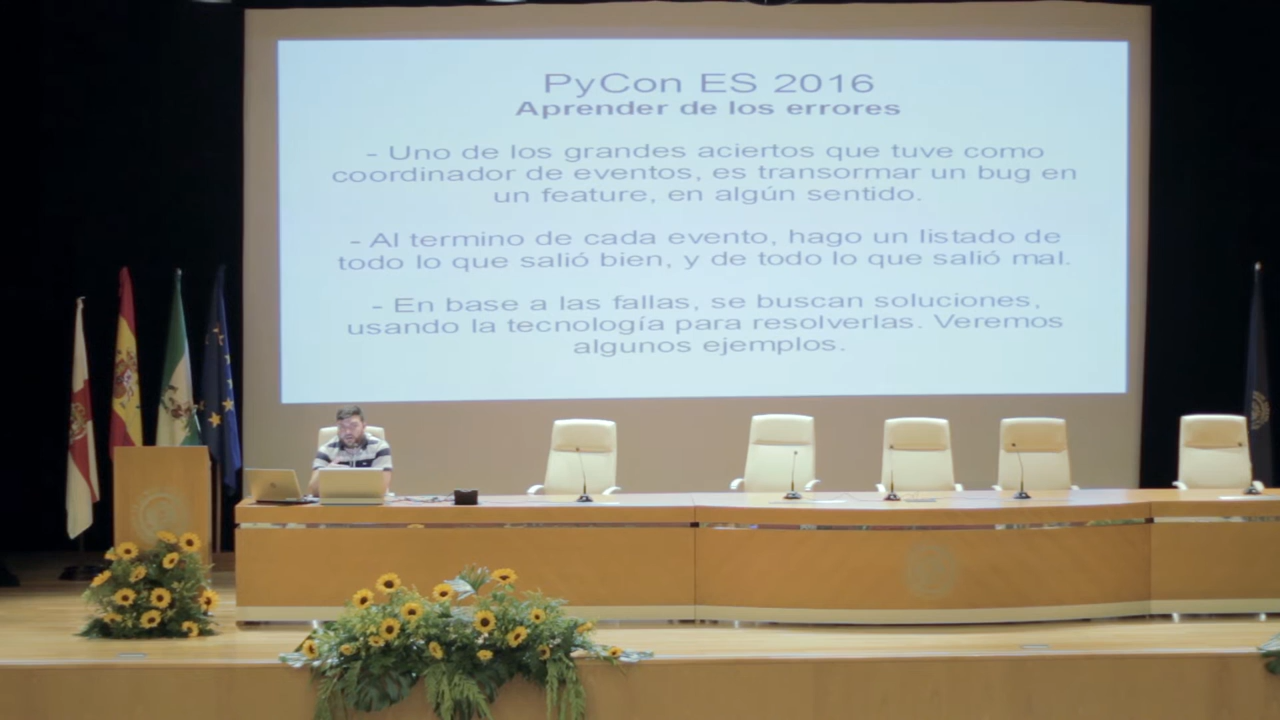 PyCon ES 2016
Aprender de los errores
- Uno de los grandes aciertos que tuve como
coordinador de eventos, es transormar un bug en
un feature, en algún sentido.
- Al termino de cada evento, hago un listado de
todo lo que salió bien, y de todo lo que salió mal.
- En base a las fallas, se buscan soluciones,
usando la tecnología para resolverlas. Veremos
algunos ejemplos.